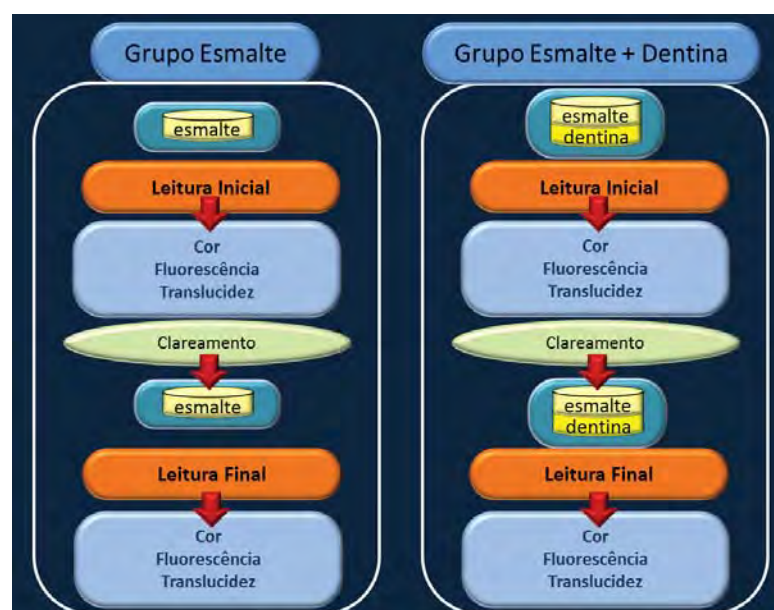 Grupo Esmalte
esmalte
Leitura Inicial
Cor
Fluorescência
Translucidez
Clareamento
esmalte
Leitura Final
Cor
Fluorescência
Translucidez
Grupo Esmalte + Dentina
esmalte
dentina
Leitura Inicial
Cor
Fluorescência
Translucidez
Clareamento
esmalte
dentina
Leitura Final
Cor
Fluorescência
Translucidez